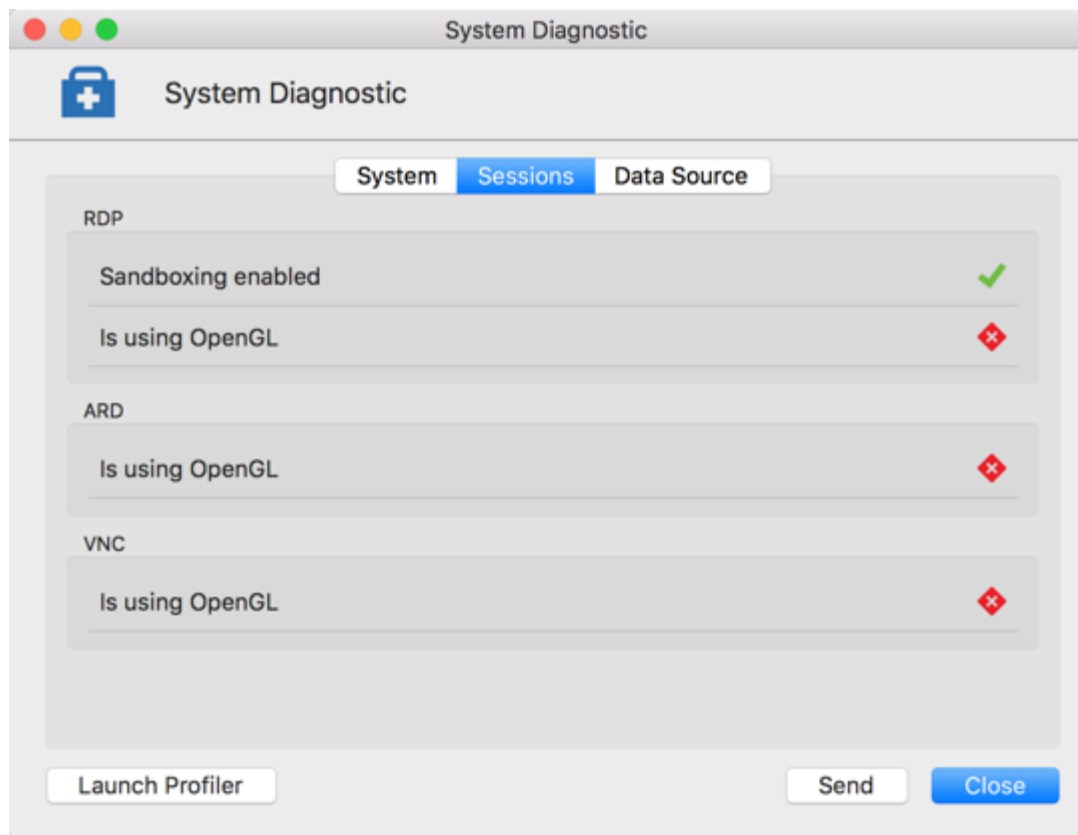 System Diagnostic
System Diagnostic
System Sessions Data Source
RDP
Sandboxing enabled
Is using OpenGL
ARD
Is using OpenGL
VNC
Is using OpenGL
Launch Profiler Send Close